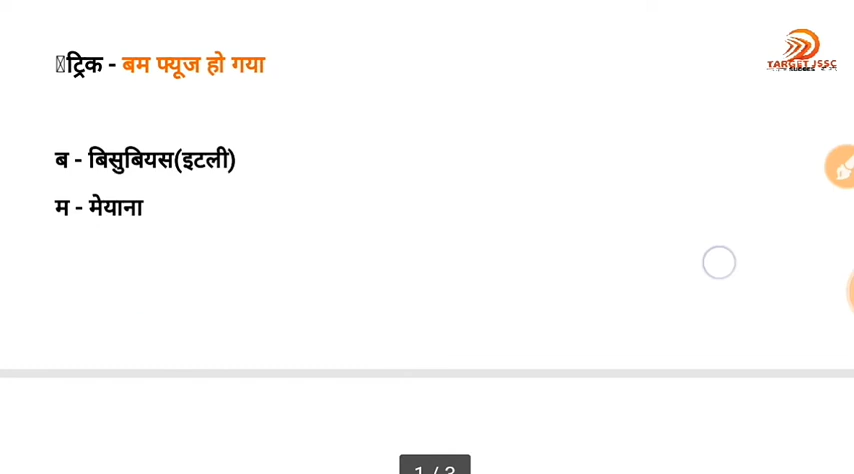 ट्रिक - बम फ्यूज हो गया
TARGET JSSC
ब - बिसुबियस(इटली)
म - मेयाना
1 / 3